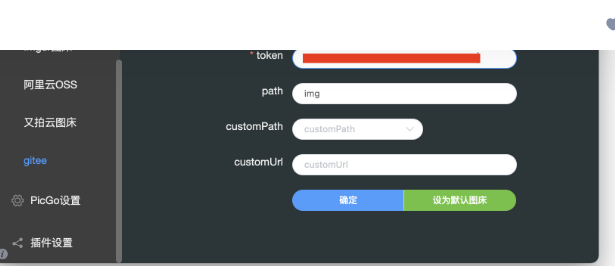 * token
阿里云OSS
path
img
又拍云图床
customPath
customPath
gitee
customUrl
customUrl
PicGo设置
确定
设为默认图床
插件设置